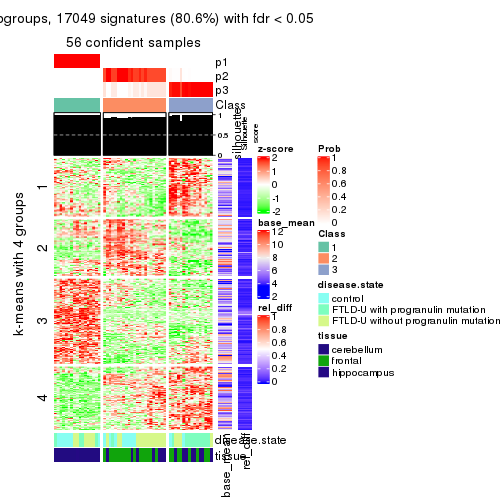 ogroups, 17049 signatures (80.6%) with fdr < 0.05
56 confident samples
p1
p2
p3
Class
1
0.5
0
silhouette
Silhouette
score
k-means with 4 groups
1
2
3
4
disease.state
tissue
base_mean
rel_diff
z-score
2
1
0
-1
-2
base_mean
12
10
8
6
4
2
rel_diff
1
0.8
0.6
0.4
0.2
0
Prob
1
0.8
0.6
0.4
0.2
0
Class
1
2
3
disease.state
control
FTLD-U with progranulin mutation
FTLD-U without progranulin mutation
tissue
cerebellum
frontal
hippocampus